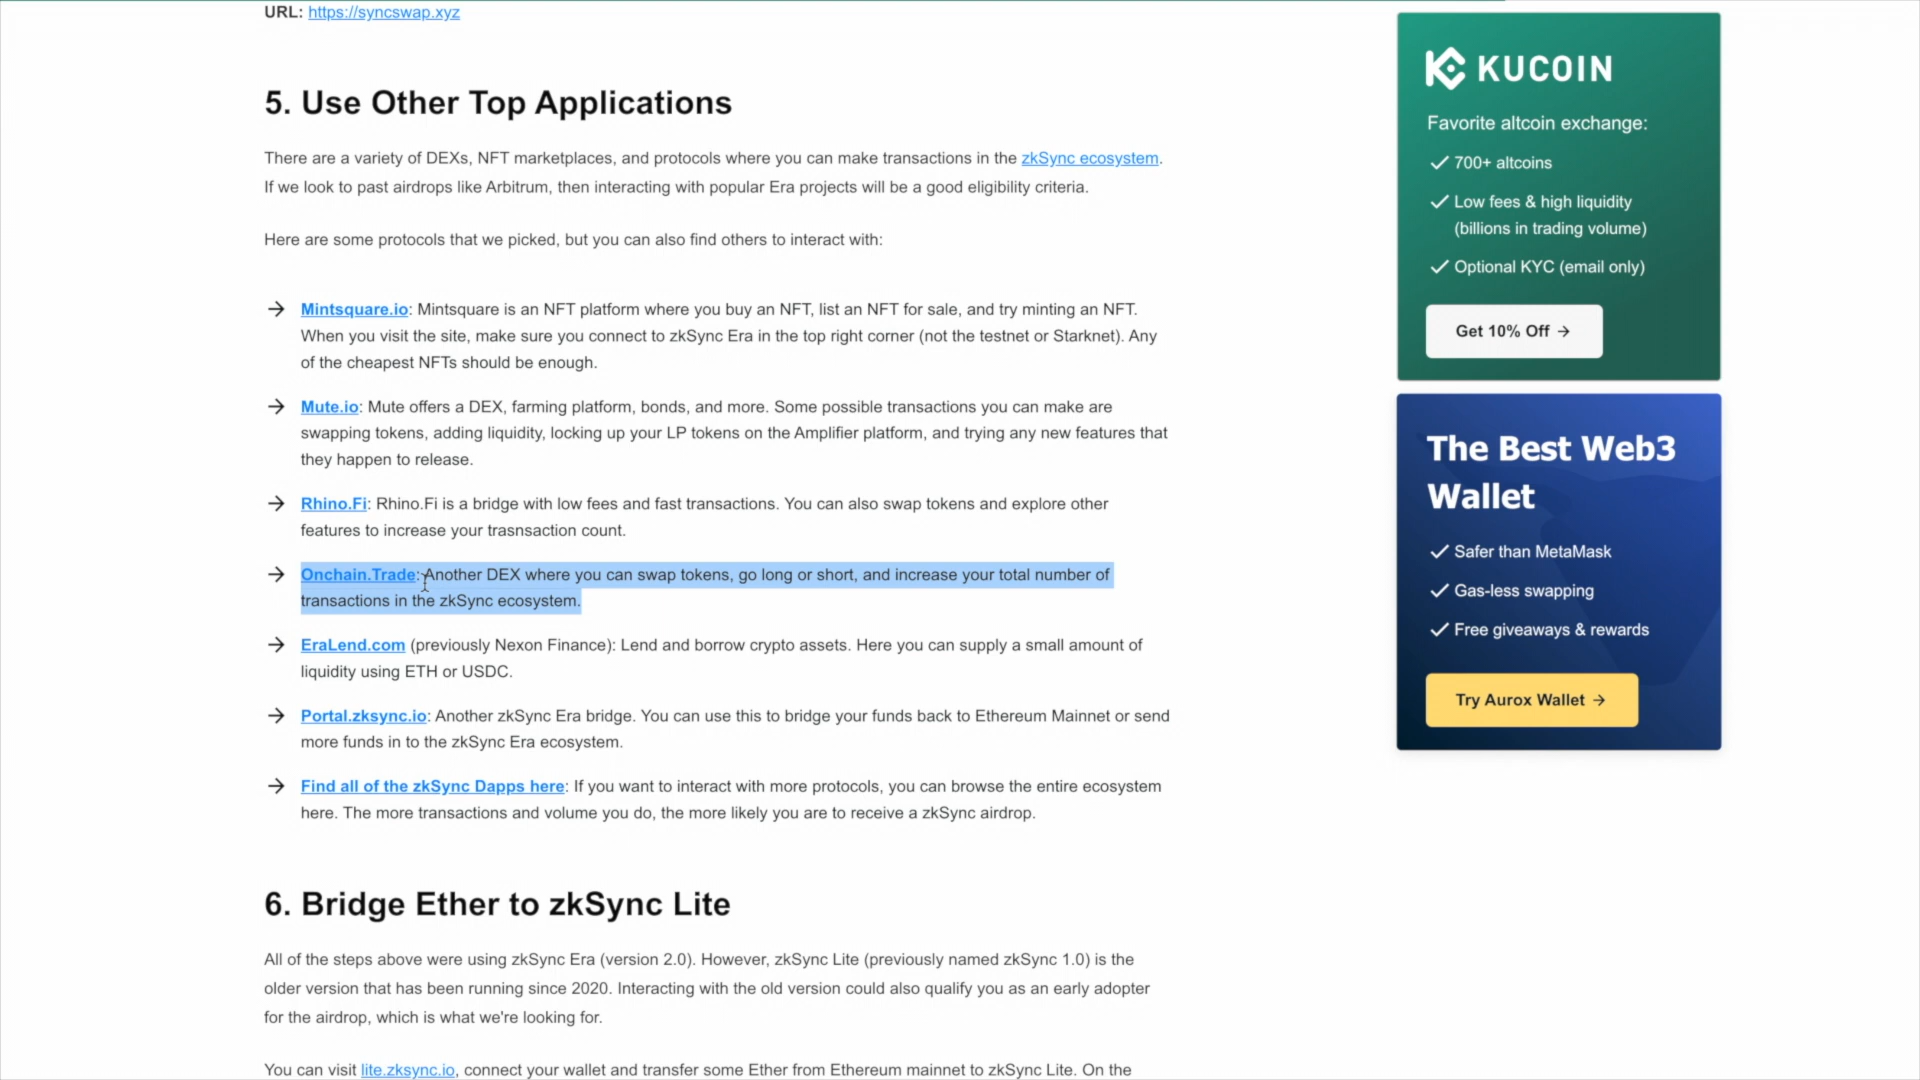 URL: https://syncswap.xyz
5. Use Other Top Applications
There are a variety of DEXs, NFT marketplaces, and protocols where you can make transactions in the zkSync ecosystem.
If we look to past airdrops like Arbitrum, then interacting with popular Era projects will be a good eligibility criteria.
Here are some protocols that we picked, but you can also find others to interact with:
→ Mintsquare.io: Mintsquare is an NFT platform where you buy an NFT, list an NFT for sale, and try minting an NFT.
When you visit the site, make sure you connect to zkSync Era in the top right corner (not the testnet or Starknet). Any
of the cheapest NFTs should be enough.
→ Mute.io: Mute offers a DEX, farming platform, bonds, and more. Some possible transactions you can make are
swapping tokens, adding liquidity, locking up your LP tokens on the Amplifier platform, and trying any new features that
they happen to release.
→ Rhino.Fi: Rhino.Fi is a bridge with low fees and fast transactions. You can also swap tokens and explore other
features to increase your trasnsaction count.
→ Onchain.Trade: Another DEX where you can swap tokens, go long or short, and increase your total number of
transactions in the zkSync ecosystem.
→ EraLend.com (previously Nexon Finance): Lend and borrow crypto assets. Here you can supply a small amount of
liquidity using ETH or USDC.
→ Portal.zksync.io: Another zkSync Era bridge. You can use this to bridge your funds back to Ethereum Mainnet or send
more funds in to the zkSync Era ecosystem.
→ Find all of the zkSync Dapps here: If you want to interact with more protocols, you can browse the entire ecosystem
here. The more transactions and volume you do, the more likely you are to receive a zkSync airdrop.
6. Bridge Ether to zkSync Lite
All of the steps above were using zkSync Era (version 2.0). However, zkSync Lite (previously named zkSync 1.0) is the
older version that has been running since 2020. Interacting with the old version could also qualify you as an early adopter
for the airdrop, which is what we're looking for.
You can visit lite.zksync.io, connect your wallet and transfer some Ether from Ethereum mainnet to zkSync Lite. On the
KUCOIN
Favorite altcoin exchange:
✓ 700+ altcoins
✓ Low fees & high liquidity
(billions in trading volume)
✓ Optional KYC (email only)
Get 10% Off →
The Best Web3
Wallet
✓ Safer than MetaMask
✓ Gas-less swapping
✓ Free giveaways & rewards
Try Aurox Wallet →